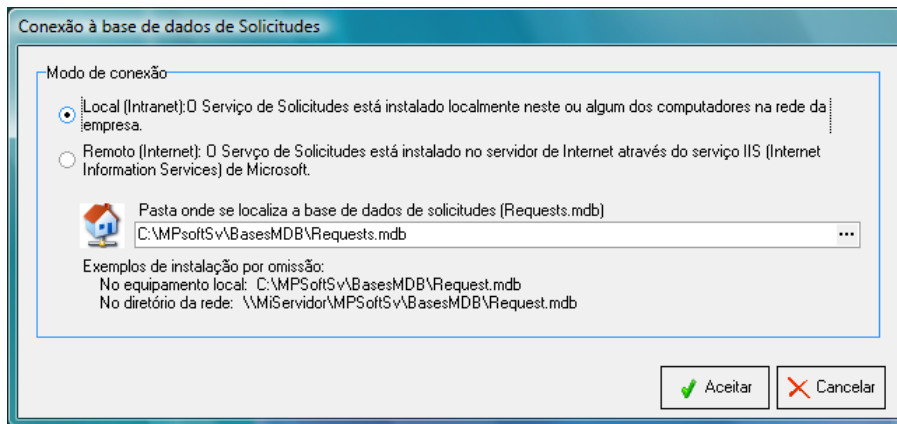 Conexão à base de dados de Solicitudes
Modo de conexão
Local (Intranet):O Serviço de Solicitudes está instalado localmente neste ou algum dos computadores na rede da
empresa.
Remoto (Internet): O Servço de Solicitudes está instalado no servidor de Internet através do serviço IIS (Internet
Information Services) de Microsoft.
Pasta onde se localiza a base de dados de solicitudes (Requests.mdb)
C:\MPsoftSv\BasesMDB\Requests.mdb
...
Exemplos de instalação por omissão:
No equipamento local: C:\MPSoftSv\BasesMDB\Request.mdb
No diretório da rede: \\MiServidor\MPSoftSv\BasesMDB\Request.mdb
Aceitar
Cancelar